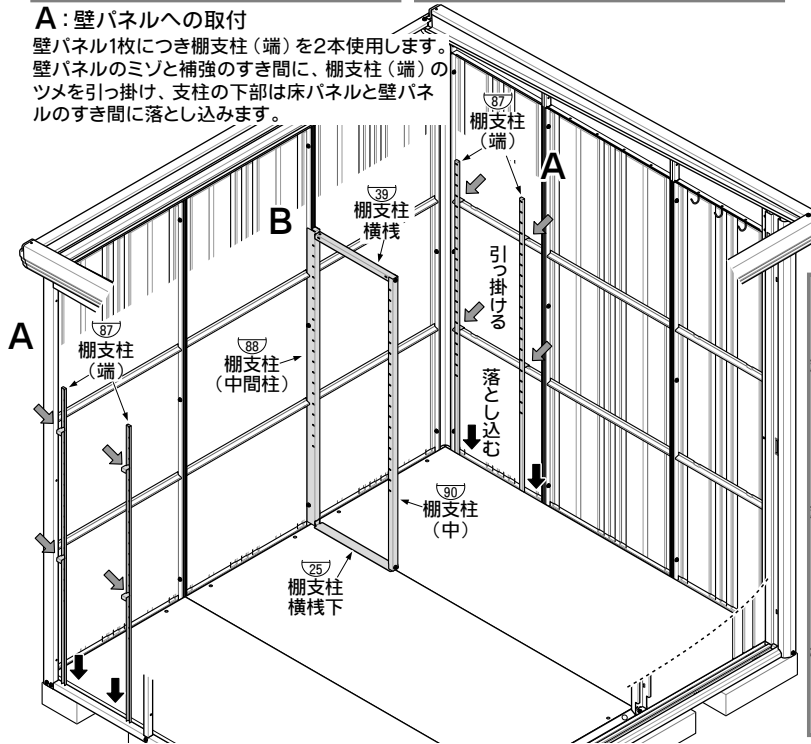 A:壁パネルへの取付
壁パネル1枚につき棚支柱（端）を2本使用します。
壁パネルのミゾと補強のすき間に、棚支柱（端）の
ツメを引っ掛け、支柱の下部は床パネルと壁パネ
ルのすき間に落とし込みます。
87
棚支柱
（端）
A
39
棚支柱
横桟
B
引っ掛ける
A
87
棚支柱
（端）
88
棚支柱
（中間柱）
落とし込む
90
棚支柱
（中）
25
棚支柱
横桟下